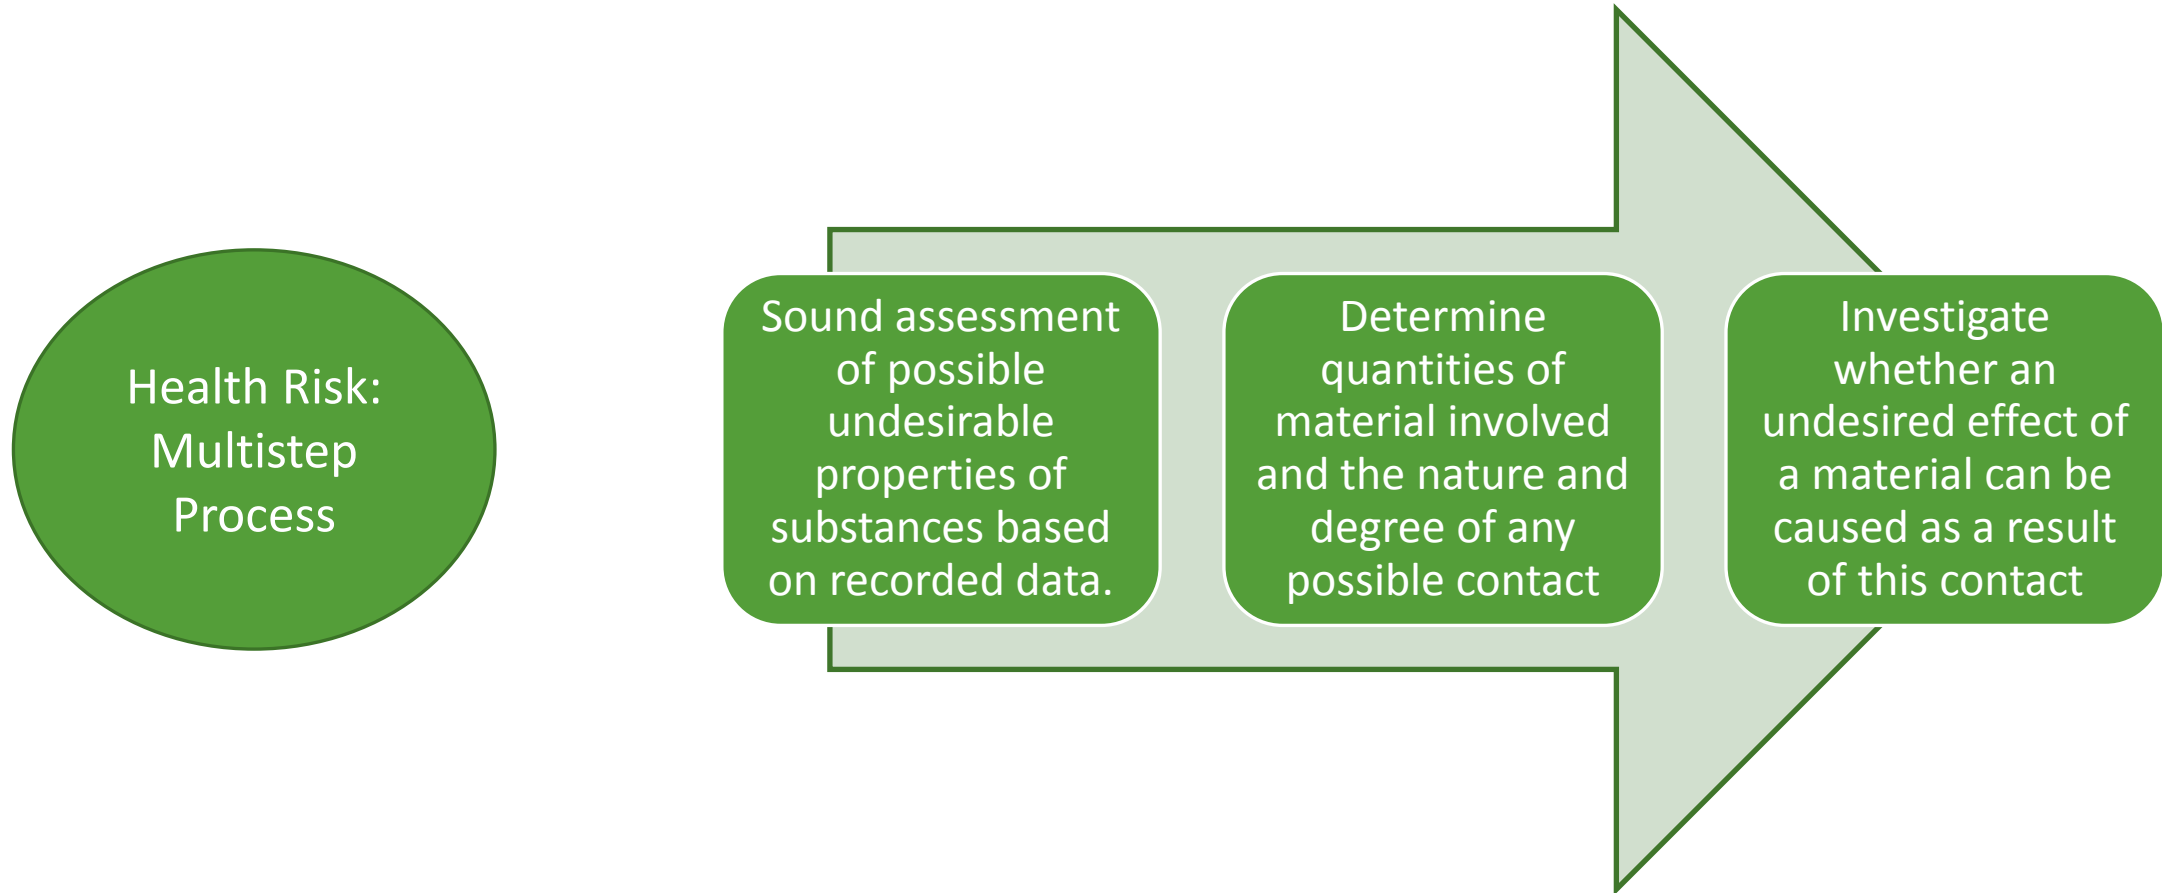 Health Risk:
Multistep
Process
Sound assessment
of possible
undesirable
properties of
substances based
on recorded data.
Determine
quantities of
material involved
and the nature and
degree of any
possible contact
Investigate
whether an
undesired effect of
a material can be
caused as a result
of this contact